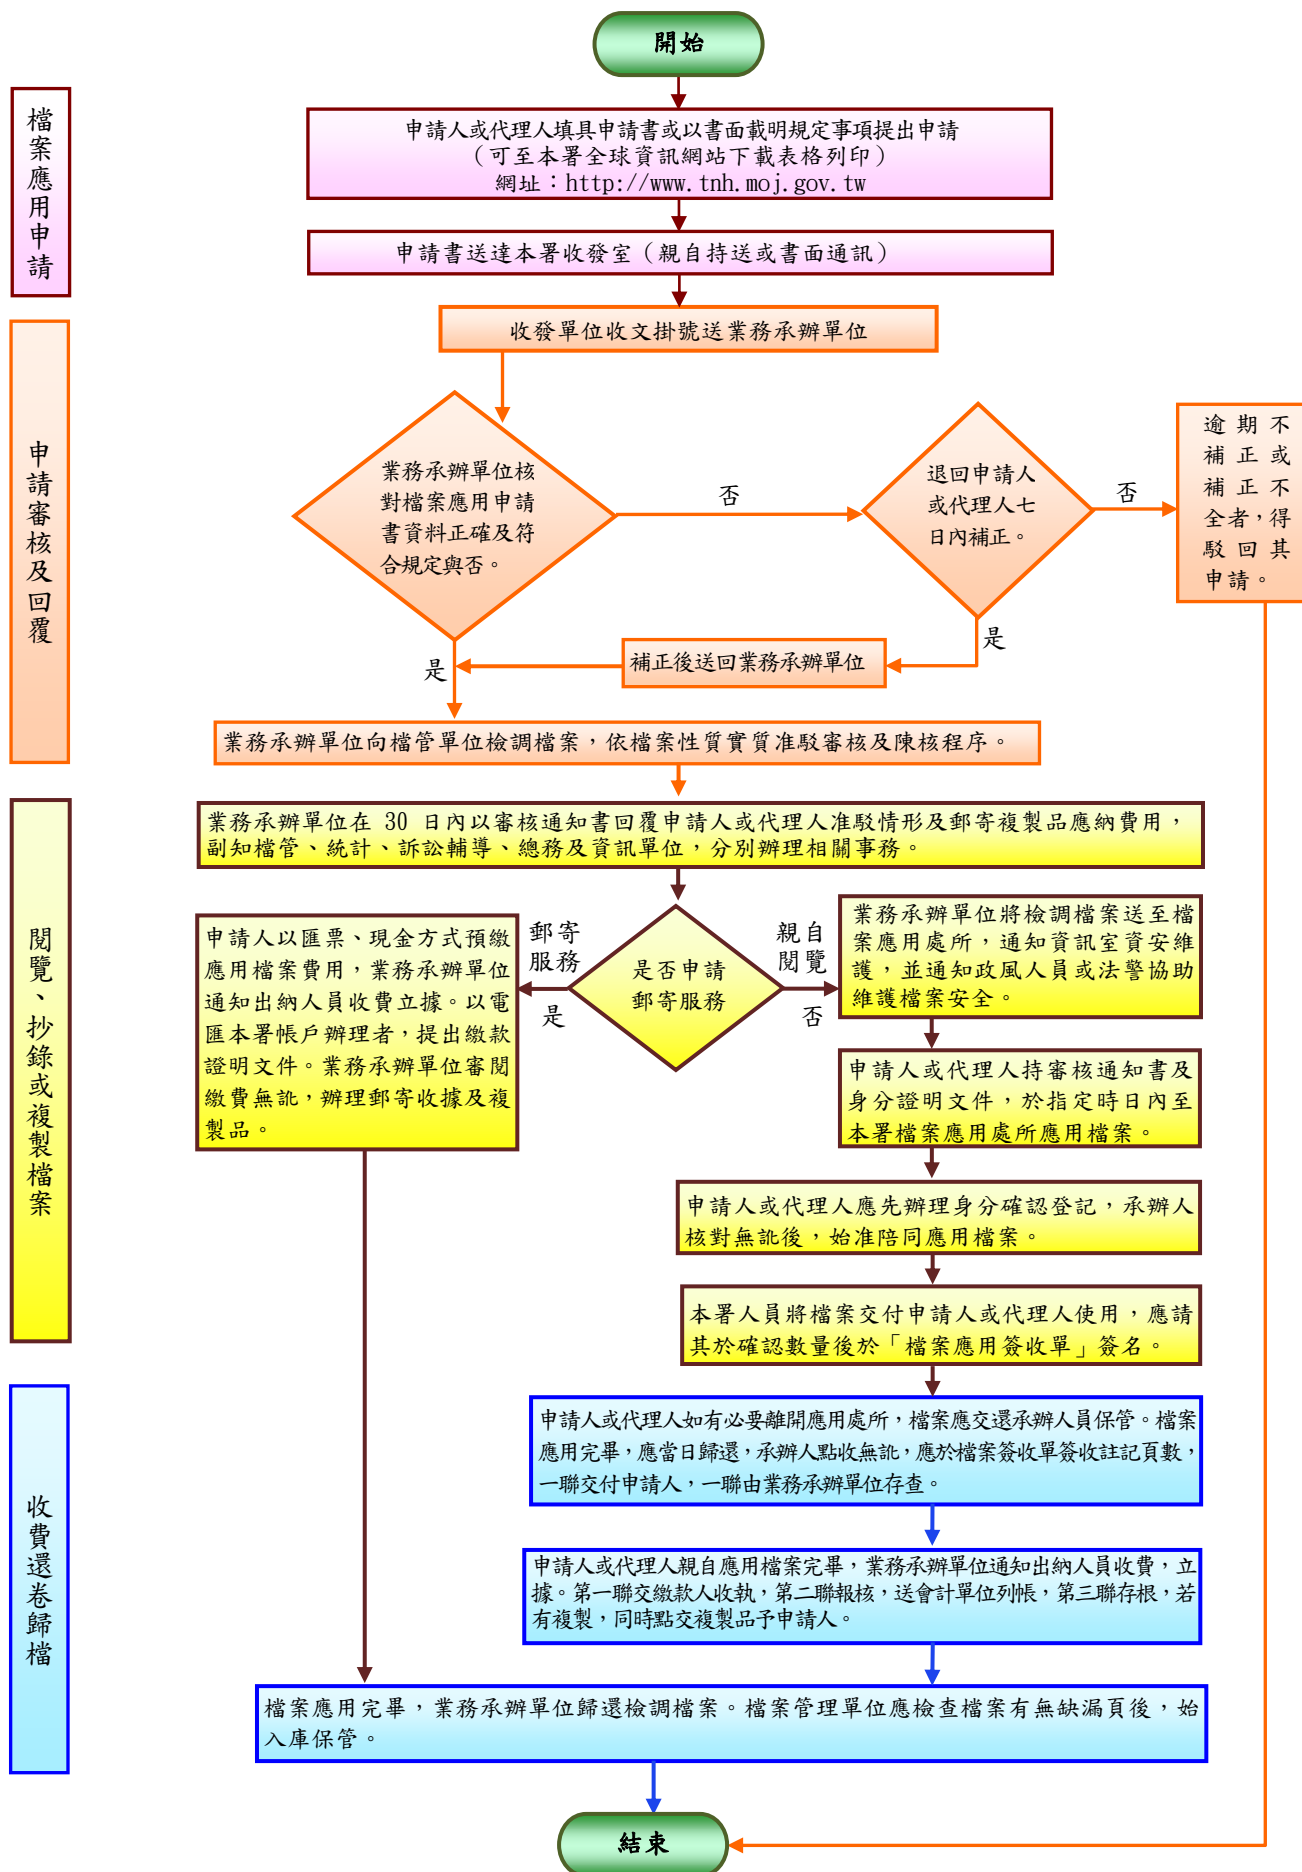 開始
檔案應用申請
申請人或代理人填具申請書或以書面載明規定事項提出申請
（可至本署全球資訊網站下載表格列印）
網址：http://www.tnh.moj.gov.tw
申請書送達本署收發室（親自持送或書面通訊）
申請審核及回覆
收發單位收文掛號送業務承辦單位
業務承辦單位核
對檔案應用申請
書資料正確及符
合規定與否。
否
退回申請人
或代理人七
日內補正。
否
逾期不
補正或
補正不
全者，得
駁回其
申請。
是
補正後送回業務承辦單位
是
業務承辦單位向檔管單位檢調檔案，依檔案性質實質准駁審核及陳核程序。
閱覽、抄錄或複製檔案
業務承辦單位在 30 日內以審核通知書回覆申請人或代理人准駁情形及郵寄複製品應納費用，
副知檔管、統計、訴訟輔導、總務及資訊單位，分別辦理相關事務。
是否申請
郵寄服務
郵寄
服務
是
親自
閱覽
否
申請人以匯票、現金方式預繳
應用檔案費用，業務承辦單位
通知出納人員收費立據。以電
匯本署帳戶辦理者，提出繳款
證明文件。業務承辦單位審閱
繳費無訛，辦理郵寄收據及複
製品。
業務承辦單位將檢調檔案送至檔
案應用處所，通知資訊室資安維
護，並通知政風人員或法警協助
維護檔案安全。
申請人或代理人持審核通知書及
身分證明文件，於指定時日內至
本署檔案應用處所應用檔案。
申請人或代理人應先辦理身分確認登記，承辦人
核對無訛後，始准陪同應用檔案。
本署人員將檔案交付申請人或代理人使用，應請
其於確認數量後於「檔案應用簽收單」簽名。
收費還卷歸檔
申請人或代理人如有必要離開應用處所，檔案應交還承辦人員保管。檔案
應用完畢，應當日歸還，承辦人點收無訛，應於檔案簽收單簽收註記頁數，
一聯交付申請人，一聯由業務承辦單位存查。
申請人或代理人親自應用檔案完畢，業務承辦單位通知出納人員收費，立
據。第一聯交繳款人收執，第二聯報核，送會計單位列帳，第三聯存根，若
有複製，同時點交複製品予申請人。
檔案應用完畢，業務承辦單位歸還檢調檔案。檔案管理單位應檢查檔案有無缺漏頁後，始
入庫保管。
結束